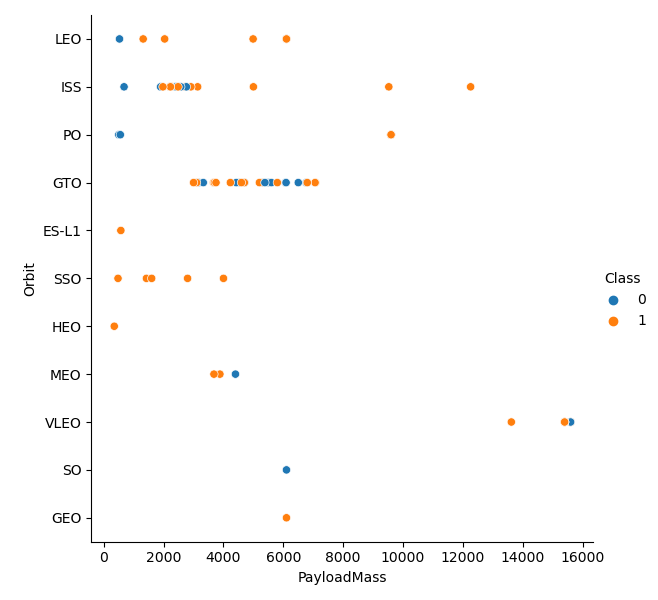 LEO
ISS
PO
GTO
ES-L1
SSO
HEO
MEO
VLEO
SO
GEO
Orbit
0 2000 4000 6000 8000 10000 12000 14000 16000
PayloadMass
Class
0
1